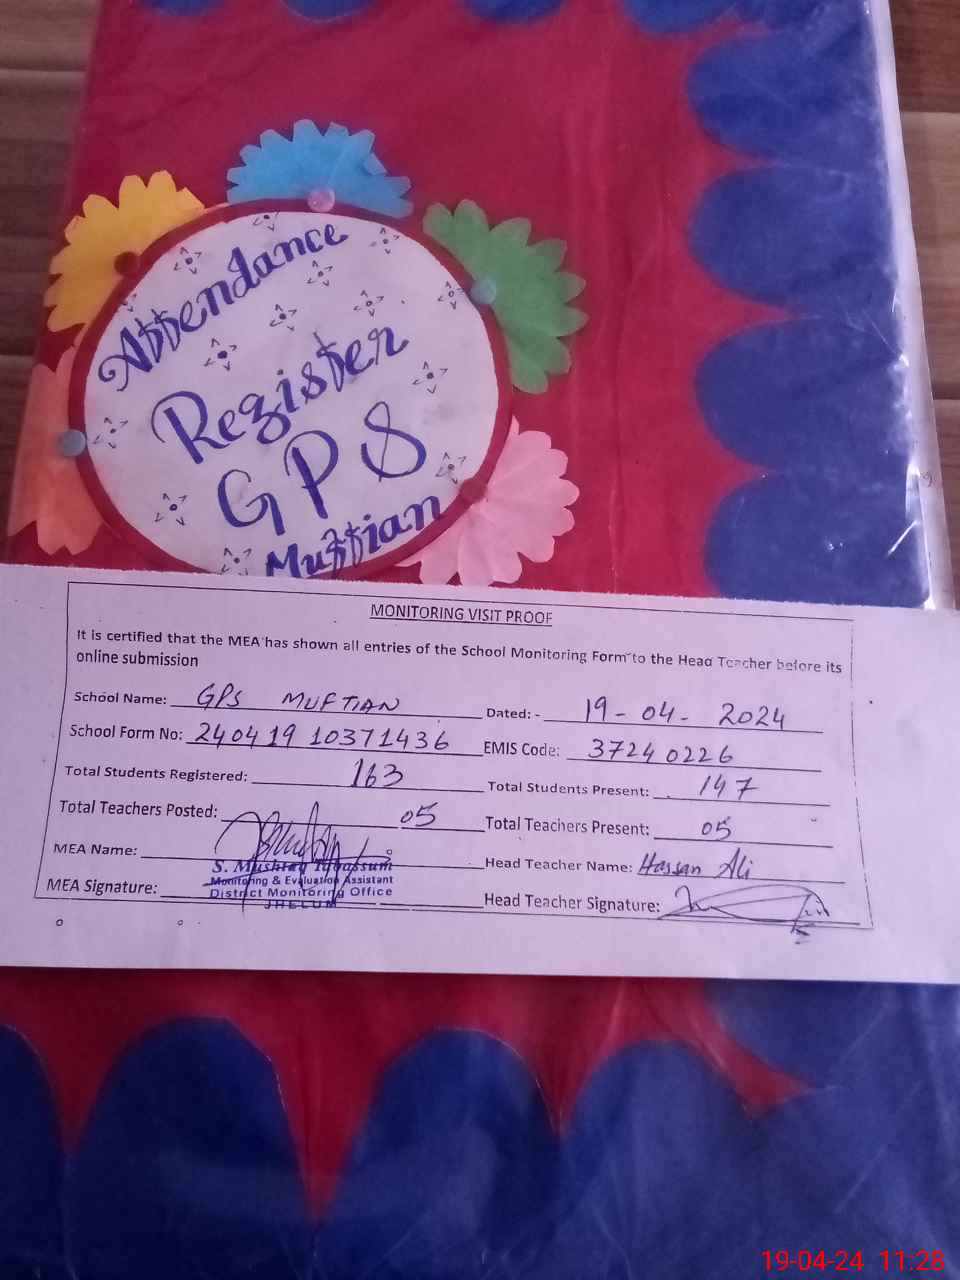 Attendance
Register
GPS
Muftian
MONITORING VISIT PROOF
It is certified that the MEA has shown all entries of the School Monitoring Form to the Head Teacher before its
online submission
School Name: GPS MUFTIAN Dated: - 19-04-2024
School Form No: 240419 10371436 EMIS Code: 37240226
Total Students Registered: 163 Total Students Present: 147
Total Teachers Posted: 05 Total Teachers Present: 05
MEA Name: Head Teacher Name: Hassan Ali
S. Mushtaq Tabassum
Monitoring & Evaluation Assistant
MEA Signature: District Monitoring Office Head Teacher Signature:
JHELUM
19-04-24 11:28